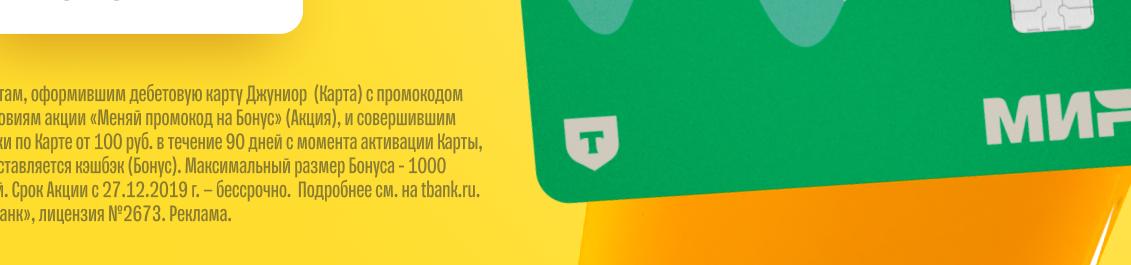 там, оформившим дебетовую карту Джуниор (Карта) с промокодом
овиям акции «Меняй промокод на Бонус» (Акция), и совершившим
ки по Карте от 100 руб. в течение 90 дней с момента активации Карты,
ставляется кэшбэк (Бонус). Максимальный размер Бонуса - 1000
й. Срок Акции с 27.12.2019 г. – бессрочно. Подробнее см. на tbank.ru.
анк», лицензия №2673. Реклама.
Т
МИР